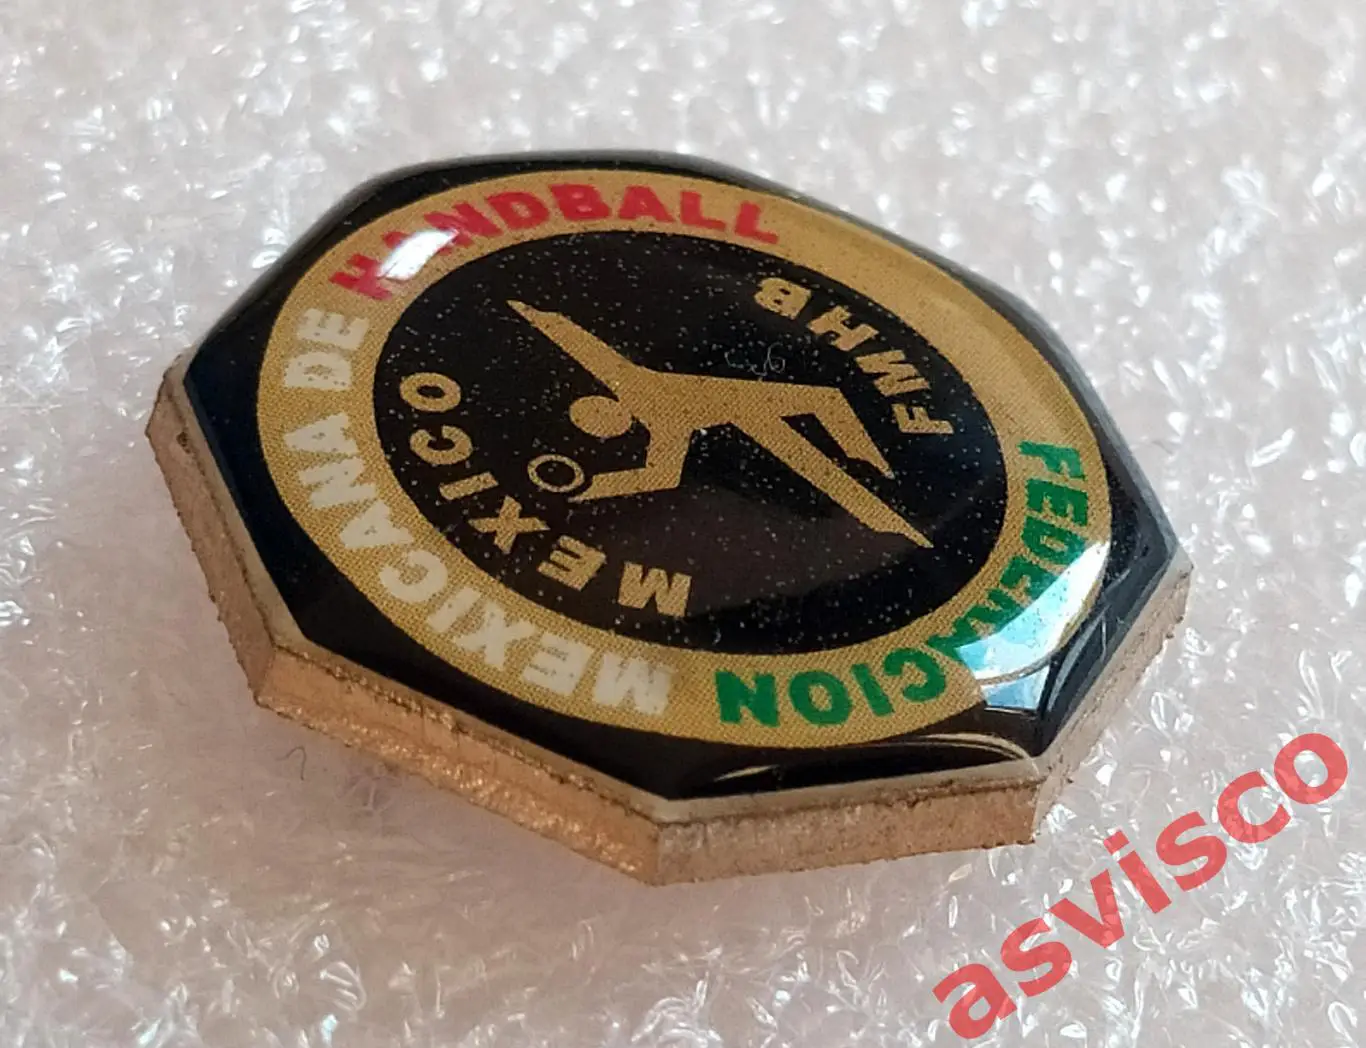 FEDERACION MEXICANA DE HANDBALL
MEXICO
FMHB
asvisco